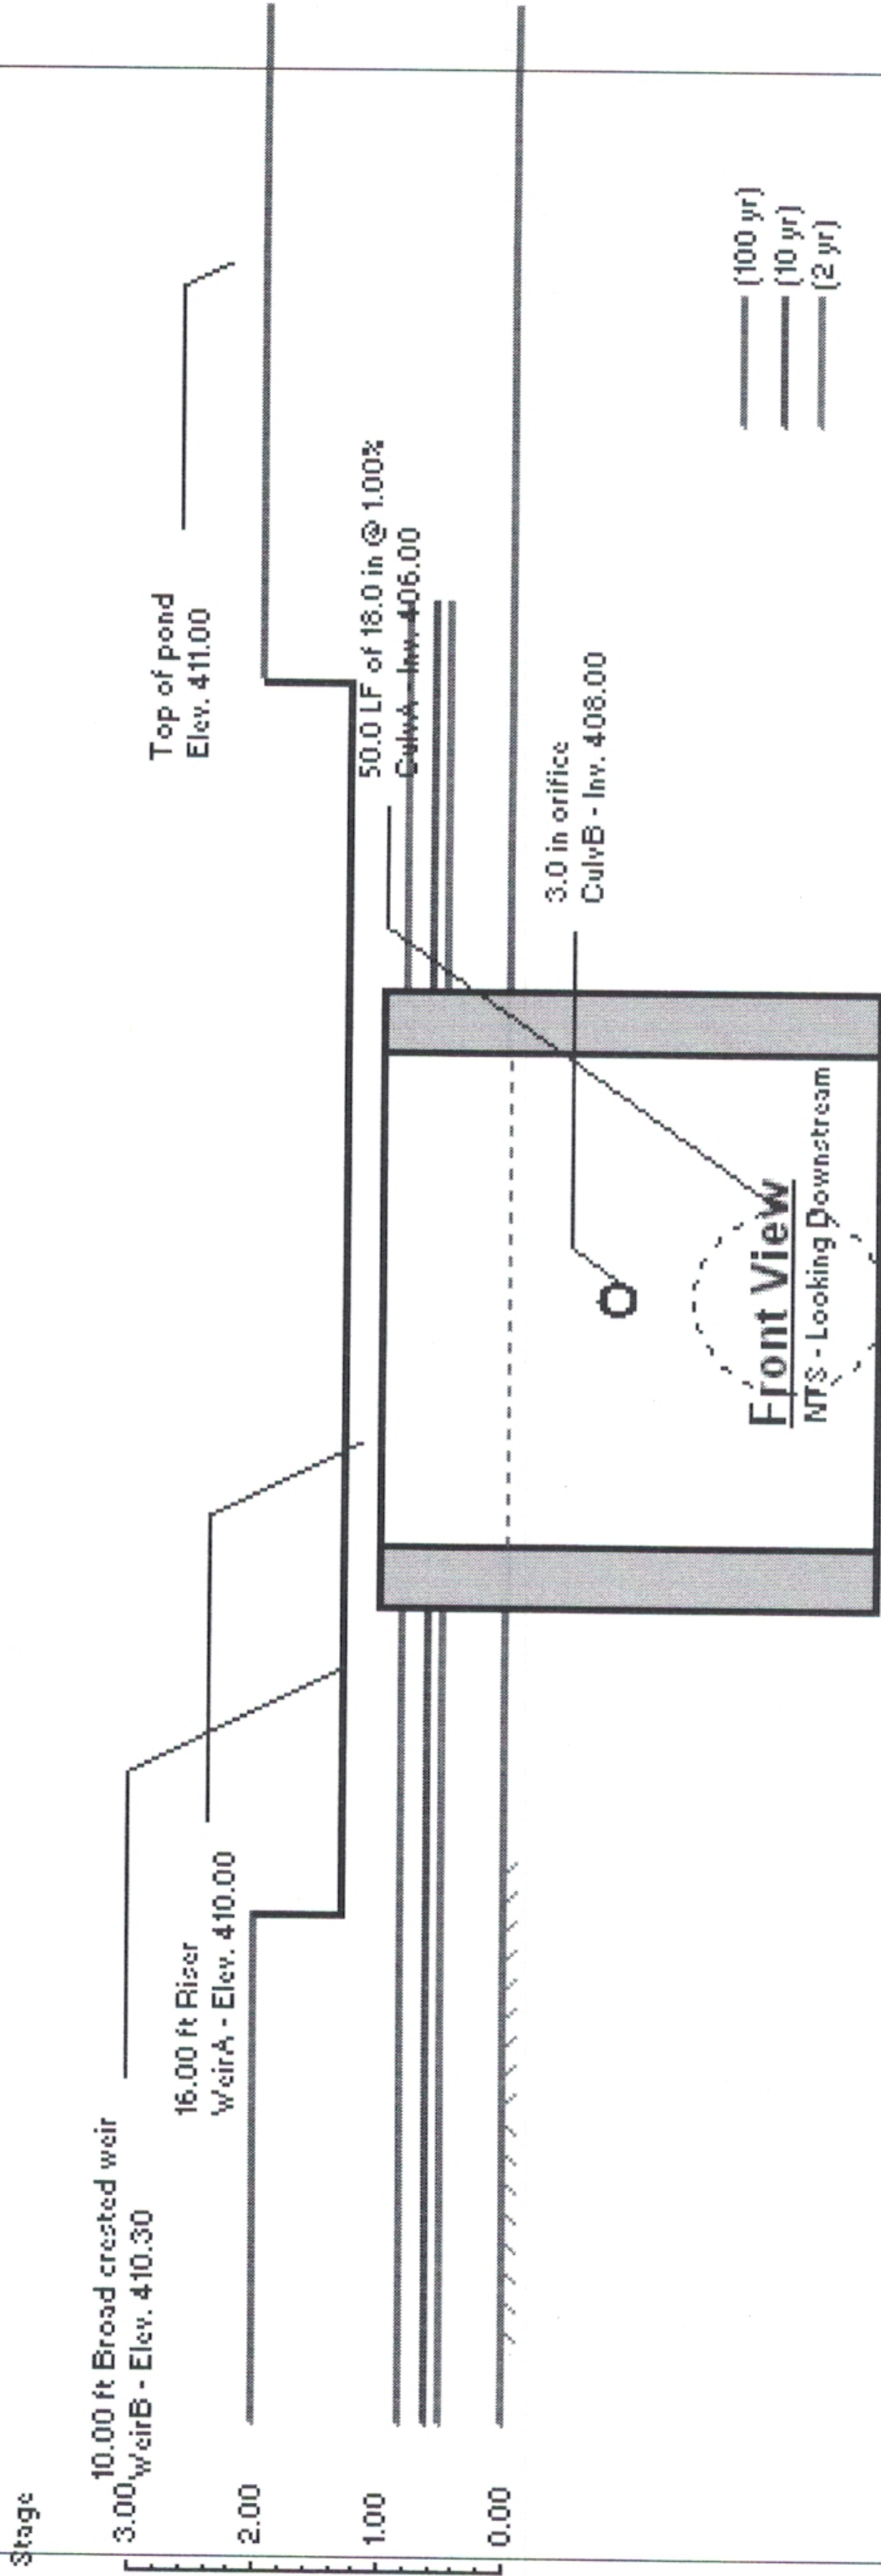 Stage
3.00
2.00
1.00
0.00
10.00 ft Broad crested weir
WeirB - Elev. 410.30
16.00 ft Riser
WeirA - Elev. 410.00
Top of pond
Elev. 411.00
50.0 LF of 18.0 in @ 1.00%
CulvA - Inv. 406.00
3.0 in orifice
CulvB - Inv. 408.00
Front View
NTS - Looking Downstream
(100 yr)
(10 yr)
(2 yr)